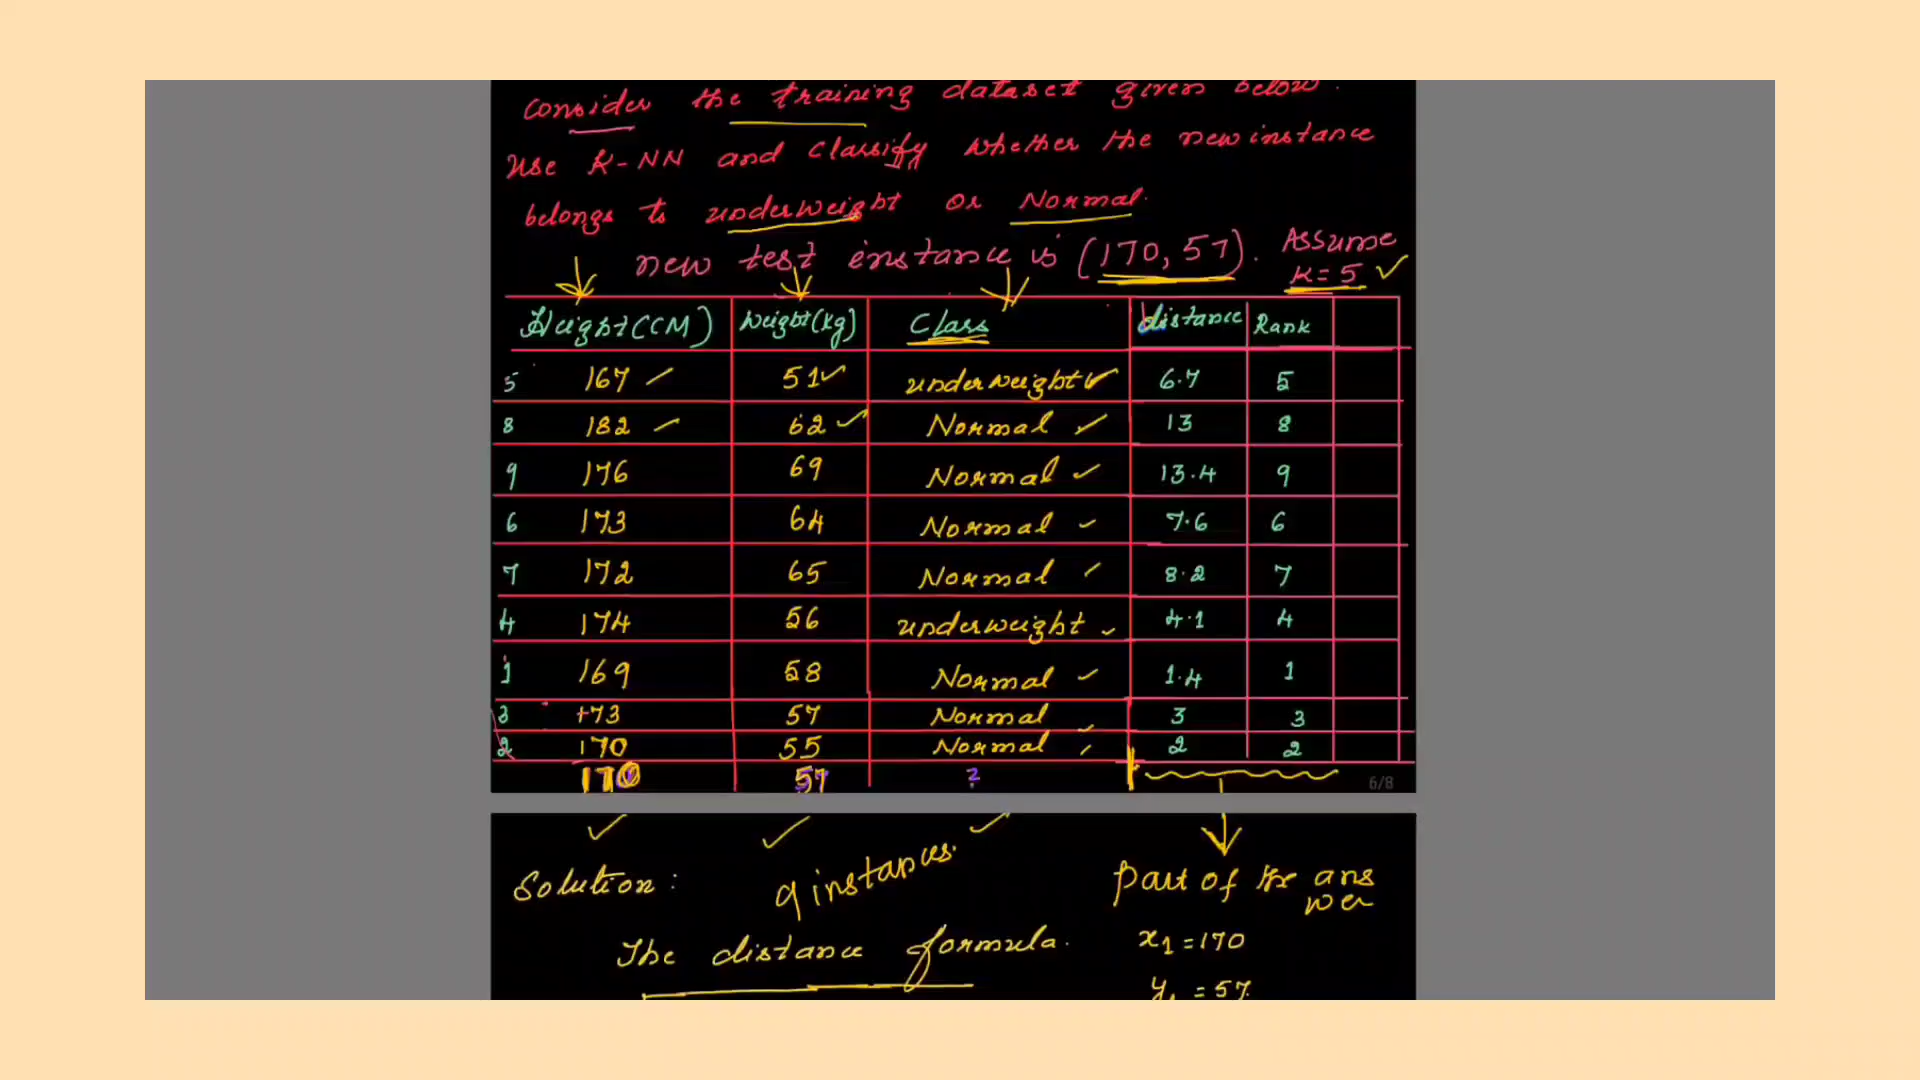 Consider the training dataset given below.
Use K-NN and classify whether the new instance
belongs to underweight or Normal.
new test instance is (170, 57). Assume
K = 5 ✓
Height(CM) Weight(kg) Class distance Rank
5 167 51 underweight 6.7 5
8 182 62 Normal 13 8
9 176 69 Normal 13.4 9
6 173 64 Normal 7.6 6
7 172 65 Normal 8.2 7
4 174 56 underweight 4.1 4
1 169 58 Normal 1.4 1
3 173 57 Normal 3 3
2 170 55 Normal 2 2
170 57 ?
6/8
Solution: 9 instances. Part of the ans
wer
The distance formula. x1 = 170
y1 = 57